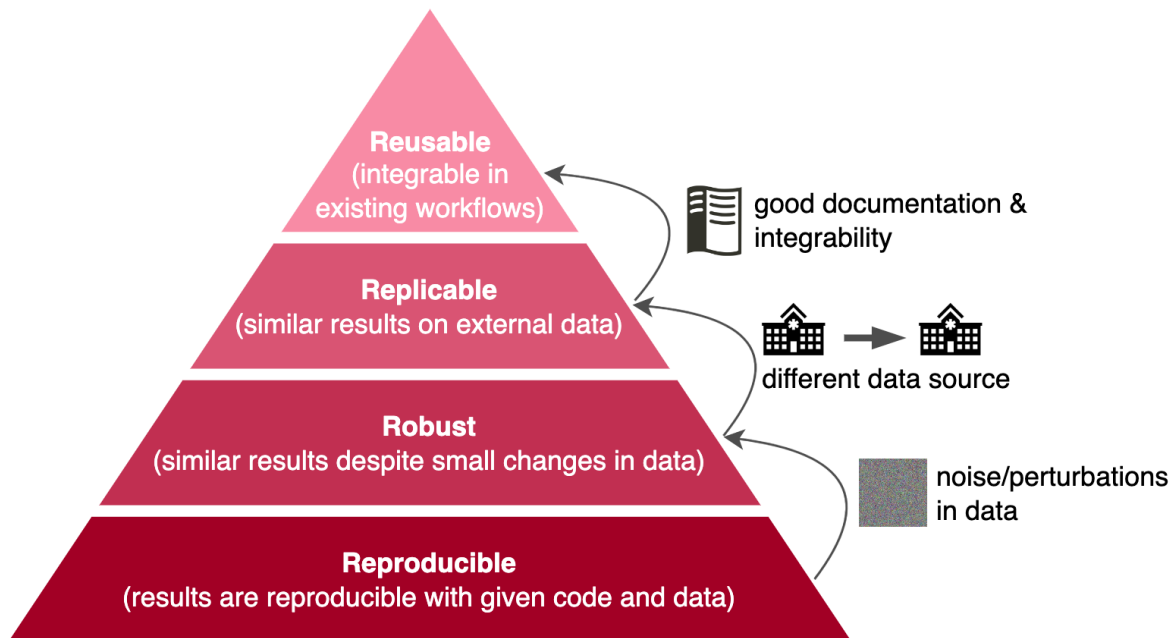 Reusable
(integrable in
existing workflows)
good documentation &
integrability
Replicable
(similar results on external data)
different data source
Robust
(similar results despite small changes in data)
noise/perturbations
in data
Reproducible
(results are reproducible with given code and data)